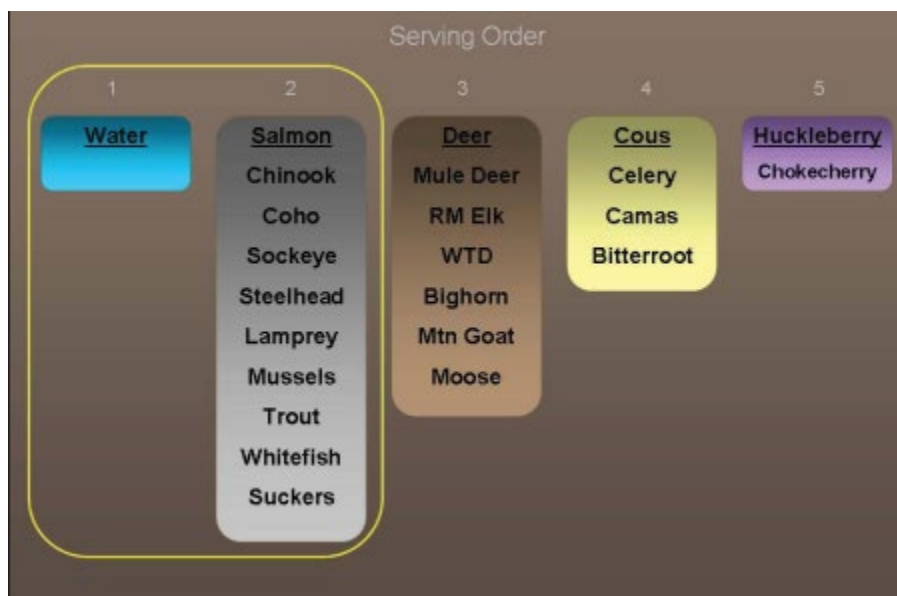 Serving Order
1 2 3 4 5
Water
Salmon
Chinook
Coho
Sockeye
Steelhead
Lamprey
Mussels
Trout
Whitefish
Suckers
Deer
Mule Deer
RM Elk
WTD
Bighorn
Mtn Goat
Moose
Cous
Celery
Camas
Bitterroot
Huckleberry
Chokecherry